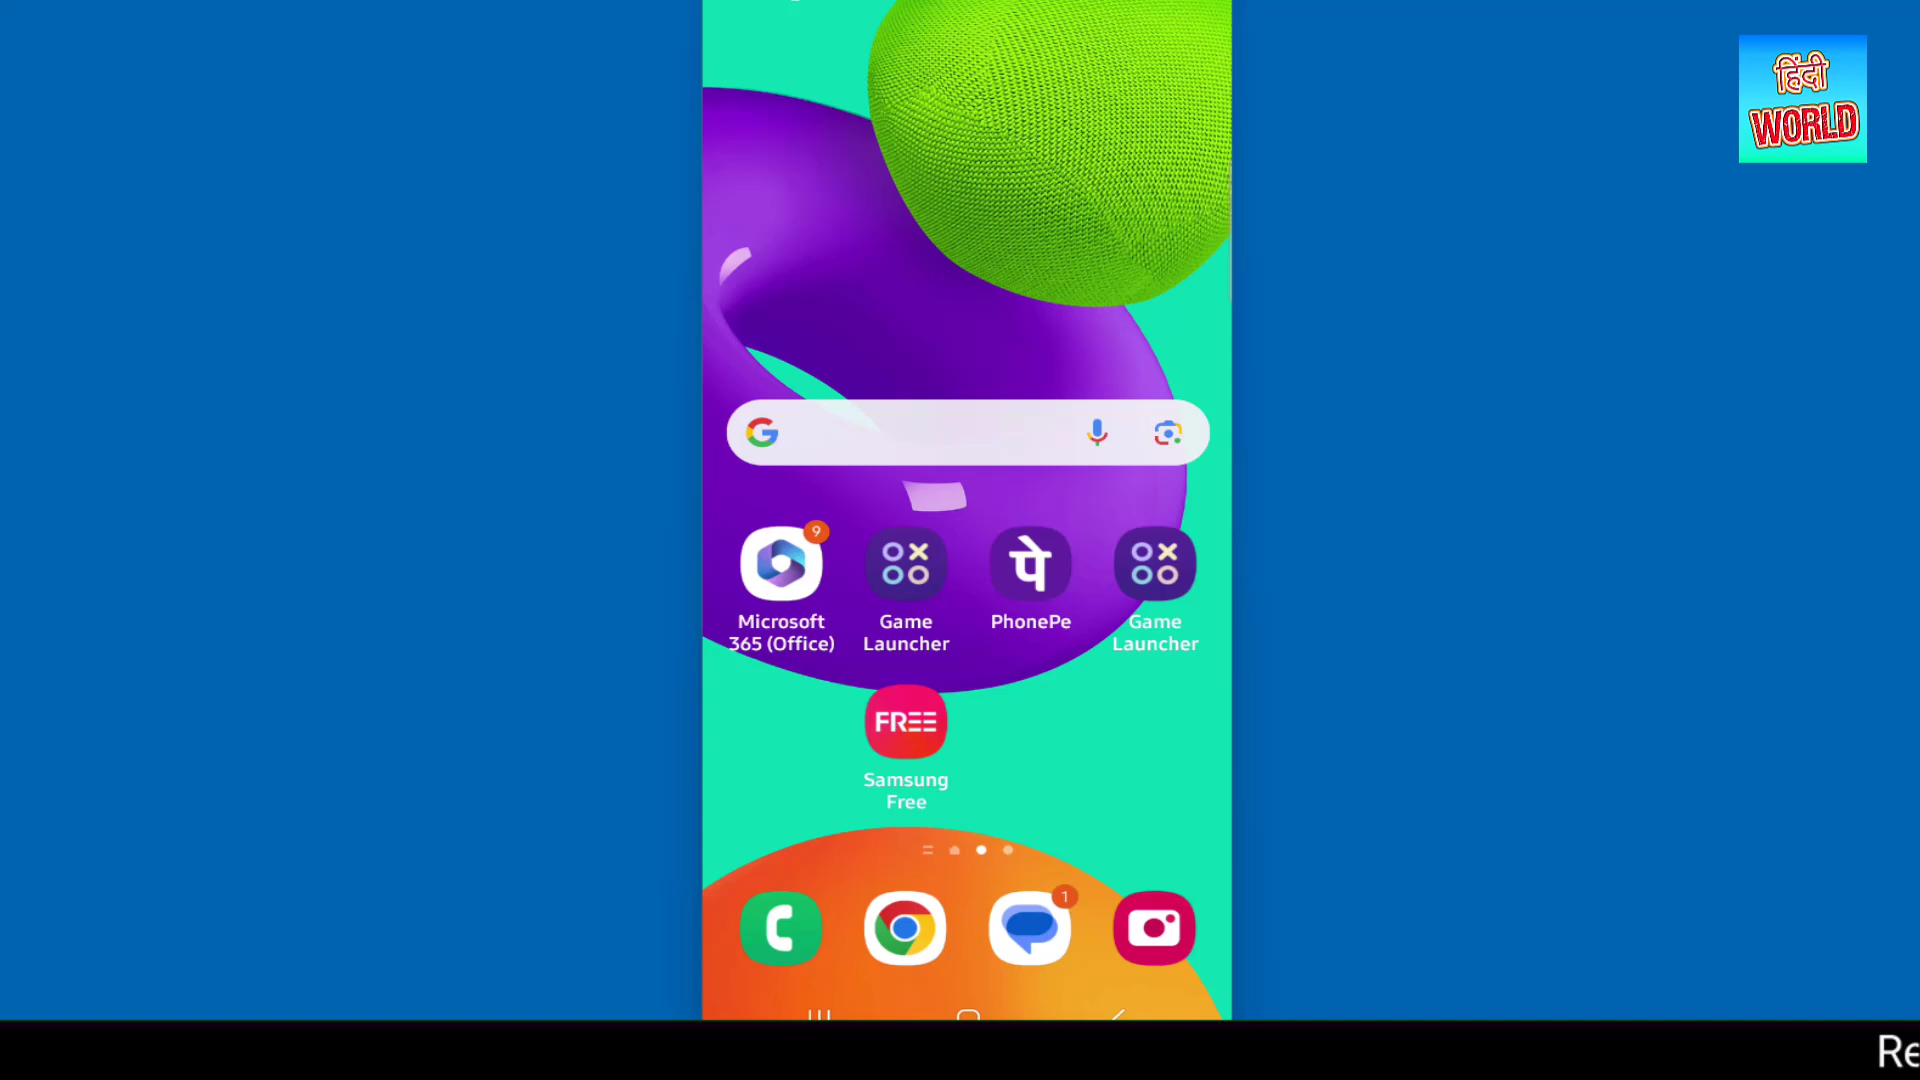 हिंदी
WORLD
9
Microsoft
365 (Office)
Game
Launcher
पे
PhonePe
Game
Launcher
FREE
Samsung
Free
1
Re